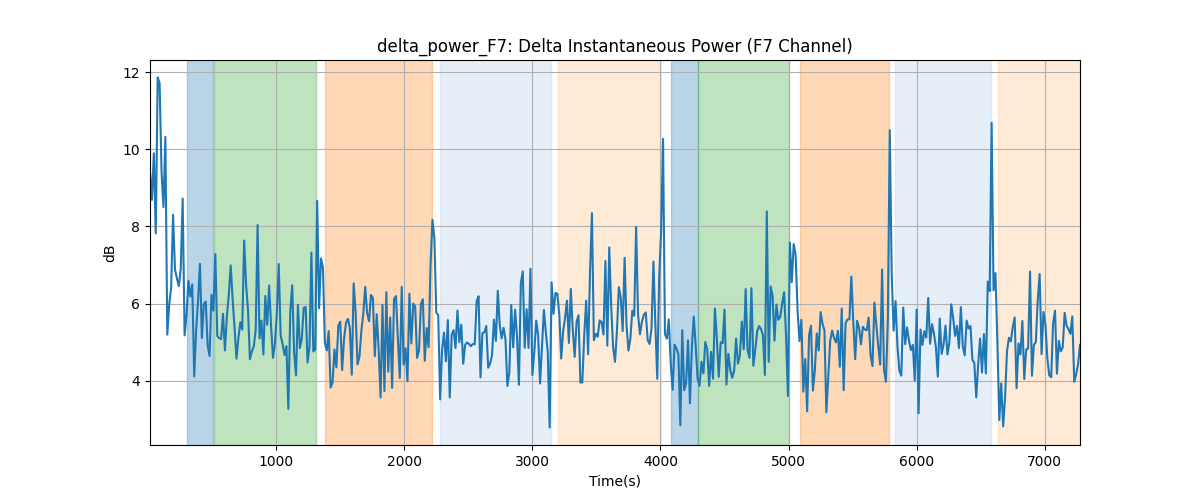 delta_power_F7: Delta Instantaneous Power (F7 Channel)
12
10
8
6
4
dB
1000 2000 3000 4000 5000 6000 7000
Time(s)